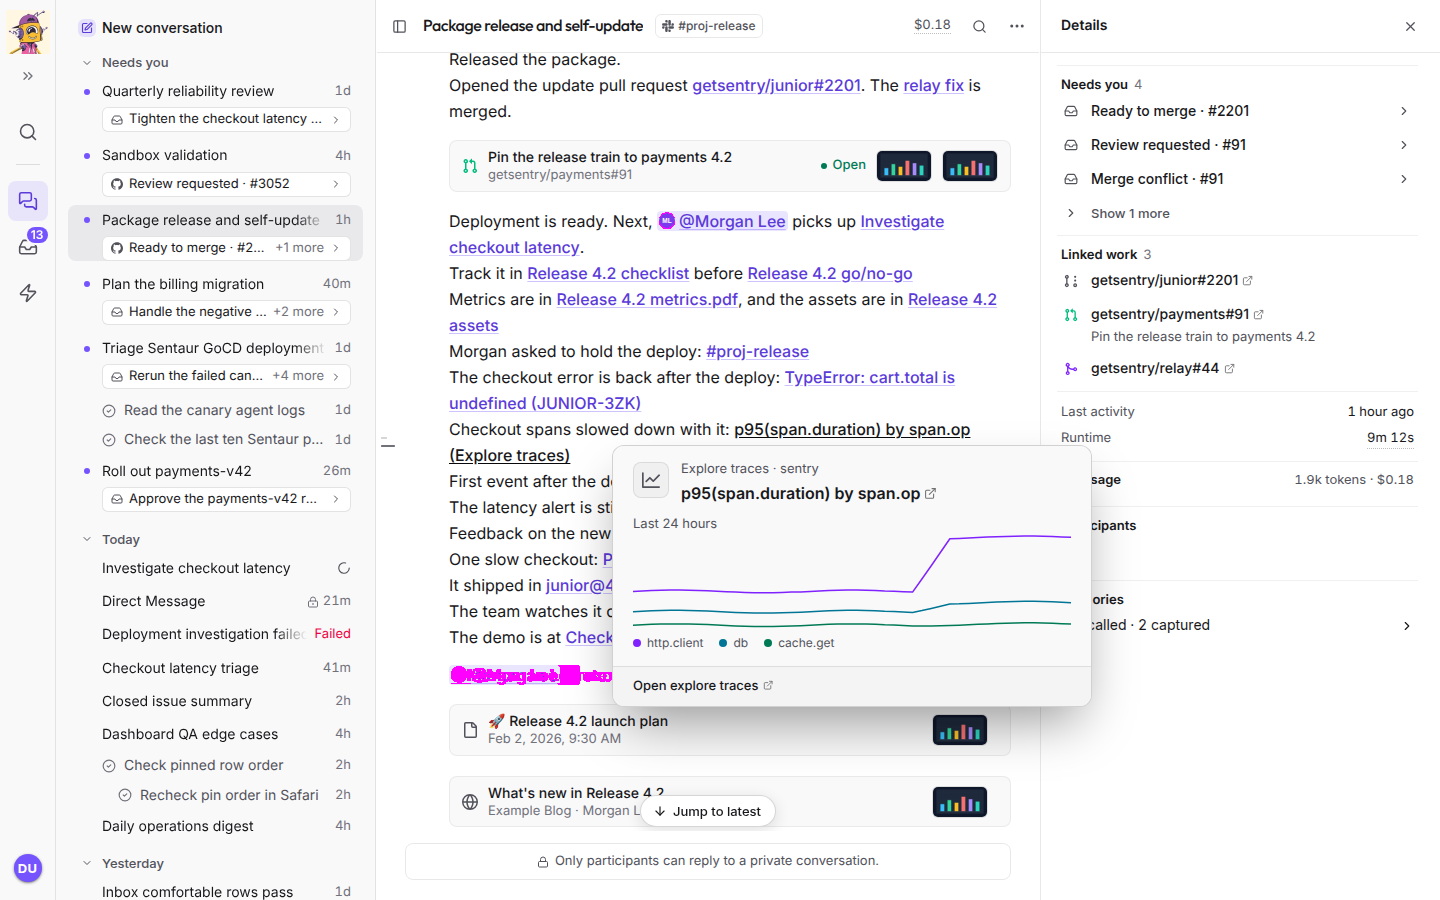 New conversation
Needs you
Quarterly reliability review 1d
Tighten the checkout latency ...
Sandbox validation 4h
Review requested · #3052
Package release and self-update 1h
Ready to merge · #2... +1 more
Plan the billing migration 40m
Handle the negative ... +2 more
Triage Sentaur GoCD deployment 1d
Rerun the failed can... +4 more
Read the canary agent logs 1d
Check the last ten Sentaur p... 1d
Roll out payments-v42 26m
Approve the payments-v42 r...
Today
Investigate checkout latency
Direct Message 21m
Deployment investigation failed Failed
Checkout latency triage 41m
Closed issue summary 2h
Dashboard QA edge cases 4h
Check pinned row order 2h
Recheck pin order in Safari 2h
Daily operations digest 4h
Yesterday
Inbox comfortable rows pass 1d
13
DU
Package release and self-update #proj-release $0.18
Released the package.
Opened the update pull request getsentry/junior#2201. The relay fix is
merged.
Pin the release train to payments 4.2
getsentry/payments#91
Open
Deployment is ready. Next, ML @Morgan Lee picks up Investigate
checkout latency.
Track it in Release 4.2 checklist before Release 4.2 go/no-go
Metrics are in Release 4.2 metrics.pdf, and the assets are in Release 4.2
assets
Morgan asked to hold the deploy: #proj-release
The checkout error is back after the deploy: TypeError: cart.total is
undefined (JUNIOR-3ZK)
Checkout spans slowed down with it: p95(span.duration) by span.op
(Explore traces)
First event after the de
The latency alert is sti
Feedback on the new
One slow checkout: P
It shipped in junior@4
The team watches it o
The demo is at Check
Explore traces · sentry
p95(span.duration) by span.op
Last 24 hours
http.client db cache.get
Open explore traces
🚀 Release 4.2 launch plan
Feb 2, 2026, 9:30 AM
What's new in Release 4.2
Example Blog · Morgan L
Jump to latest
Only participants can reply to a private conversation.
Details
Needs you 4
Ready to merge · #2201
Review requested · #91
Merge conflict · #91
Show 1 more
Linked work 3
getsentry/junior#2201
getsentry/payments#91
Pin the release train to payments 4.2
getsentry/relay#44
Last activity 1 hour ago
Runtime 9m 12s
sage 1.9k tokens · $0.18
cipants
ories
called · 2 captured